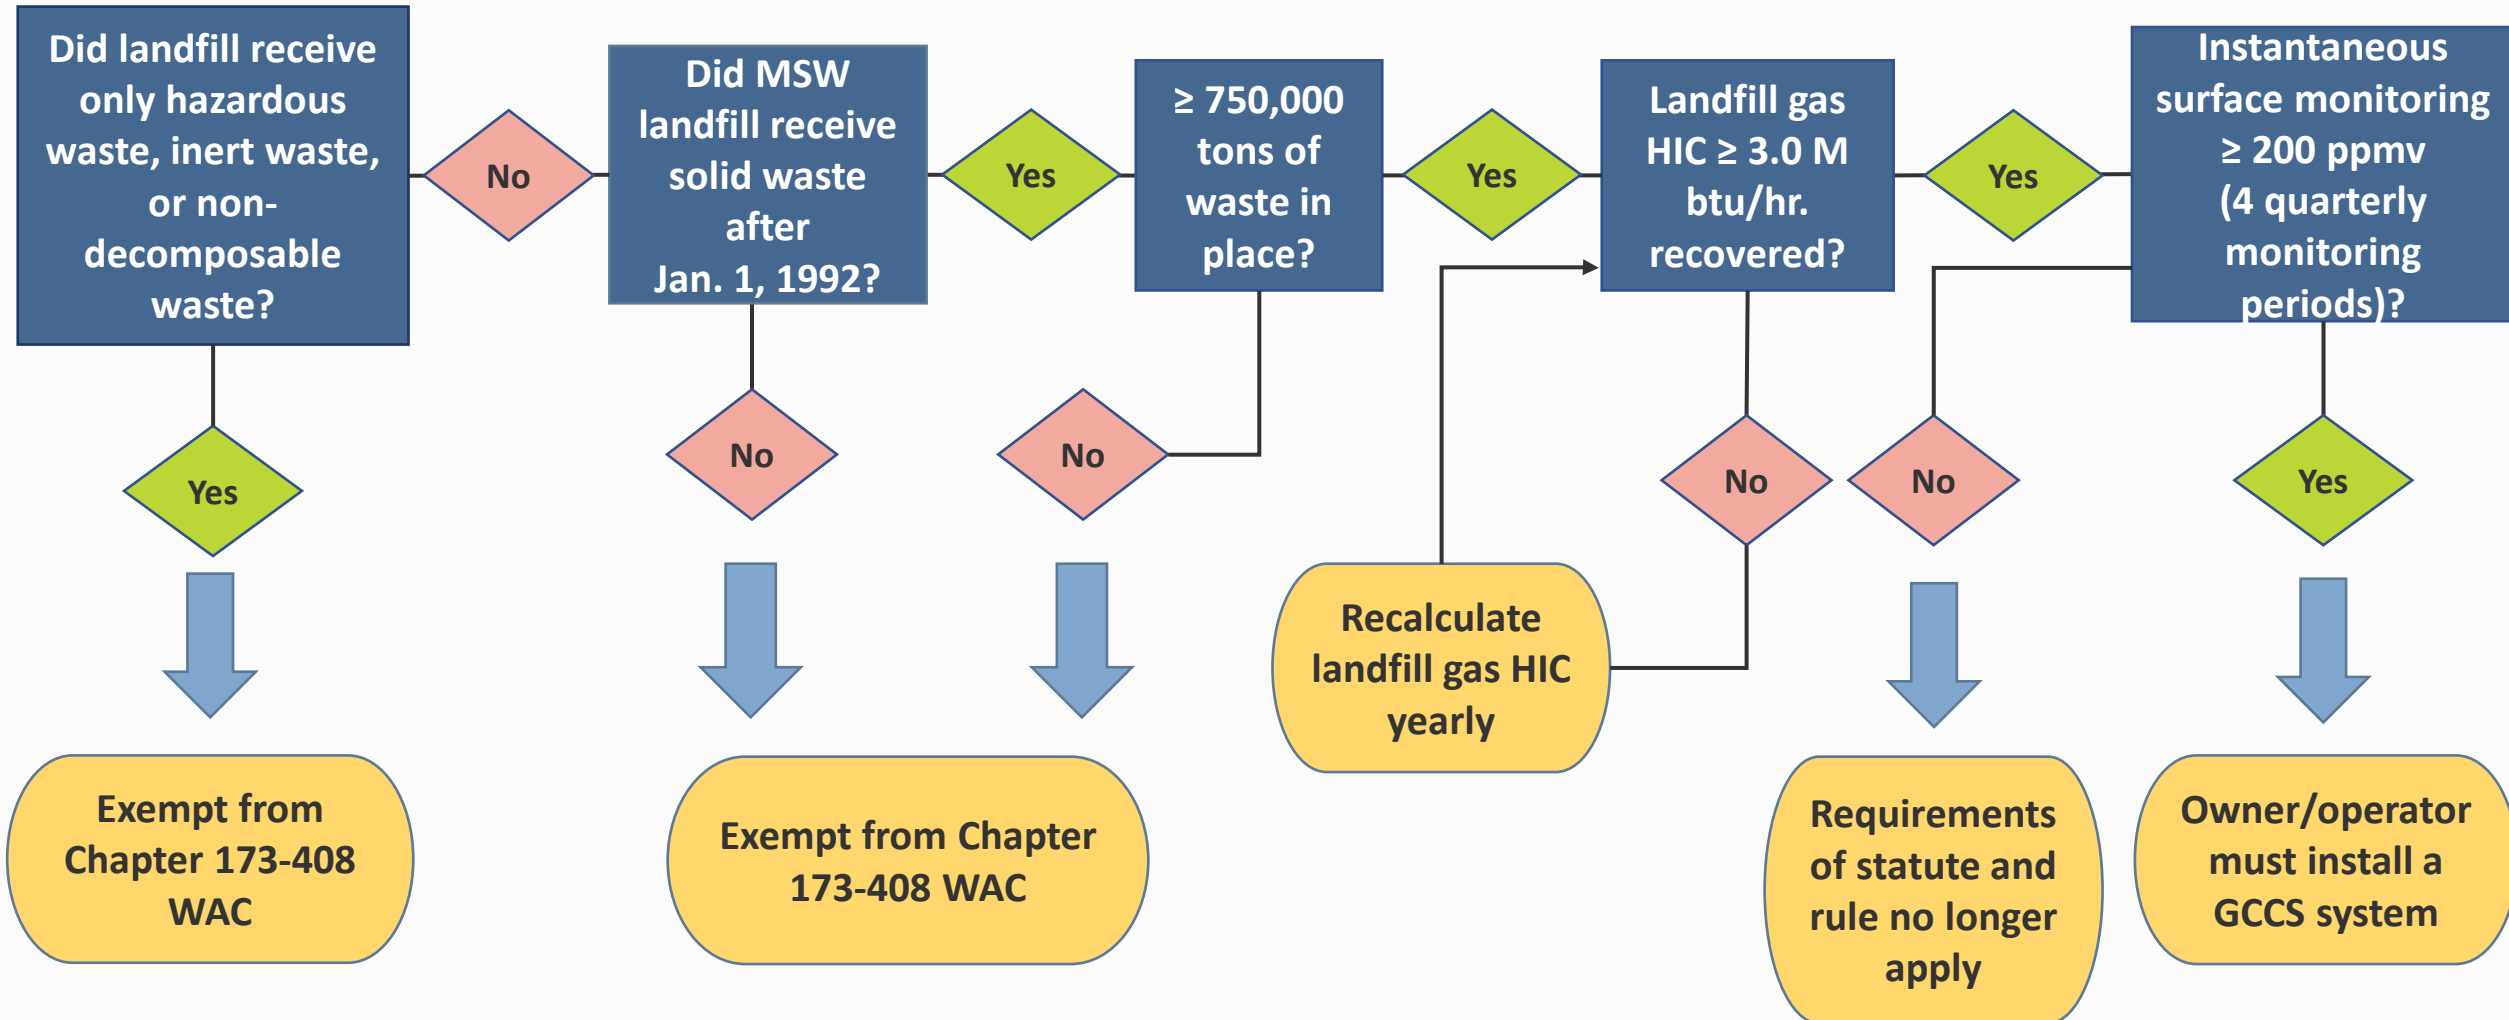 Did landfill receive
only hazardous
waste, inert waste,
or non-
decomposable
waste?
No
Did MSW
landfill receive
solid waste
after
Jan. 1, 1992?
Yes
≥ 750,000
tons of
waste in
place?
Yes
Landfill gas
HIC ≥ 3.0 M
btu/hr.
recovered?
Yes
Instantaneous
surface monitoring
≥ 200 ppmv
(4 quarterly
monitoring
periods)?
Yes
No
No
No
No
Yes
Recalculate
landfill gas HIC
yearly
Exempt from
Chapter 173-408
WAC
Exempt from Chapter
173-408 WAC
Requirements
of statute and
rule no longer
apply
Owner/operator
must install a
GCCS system